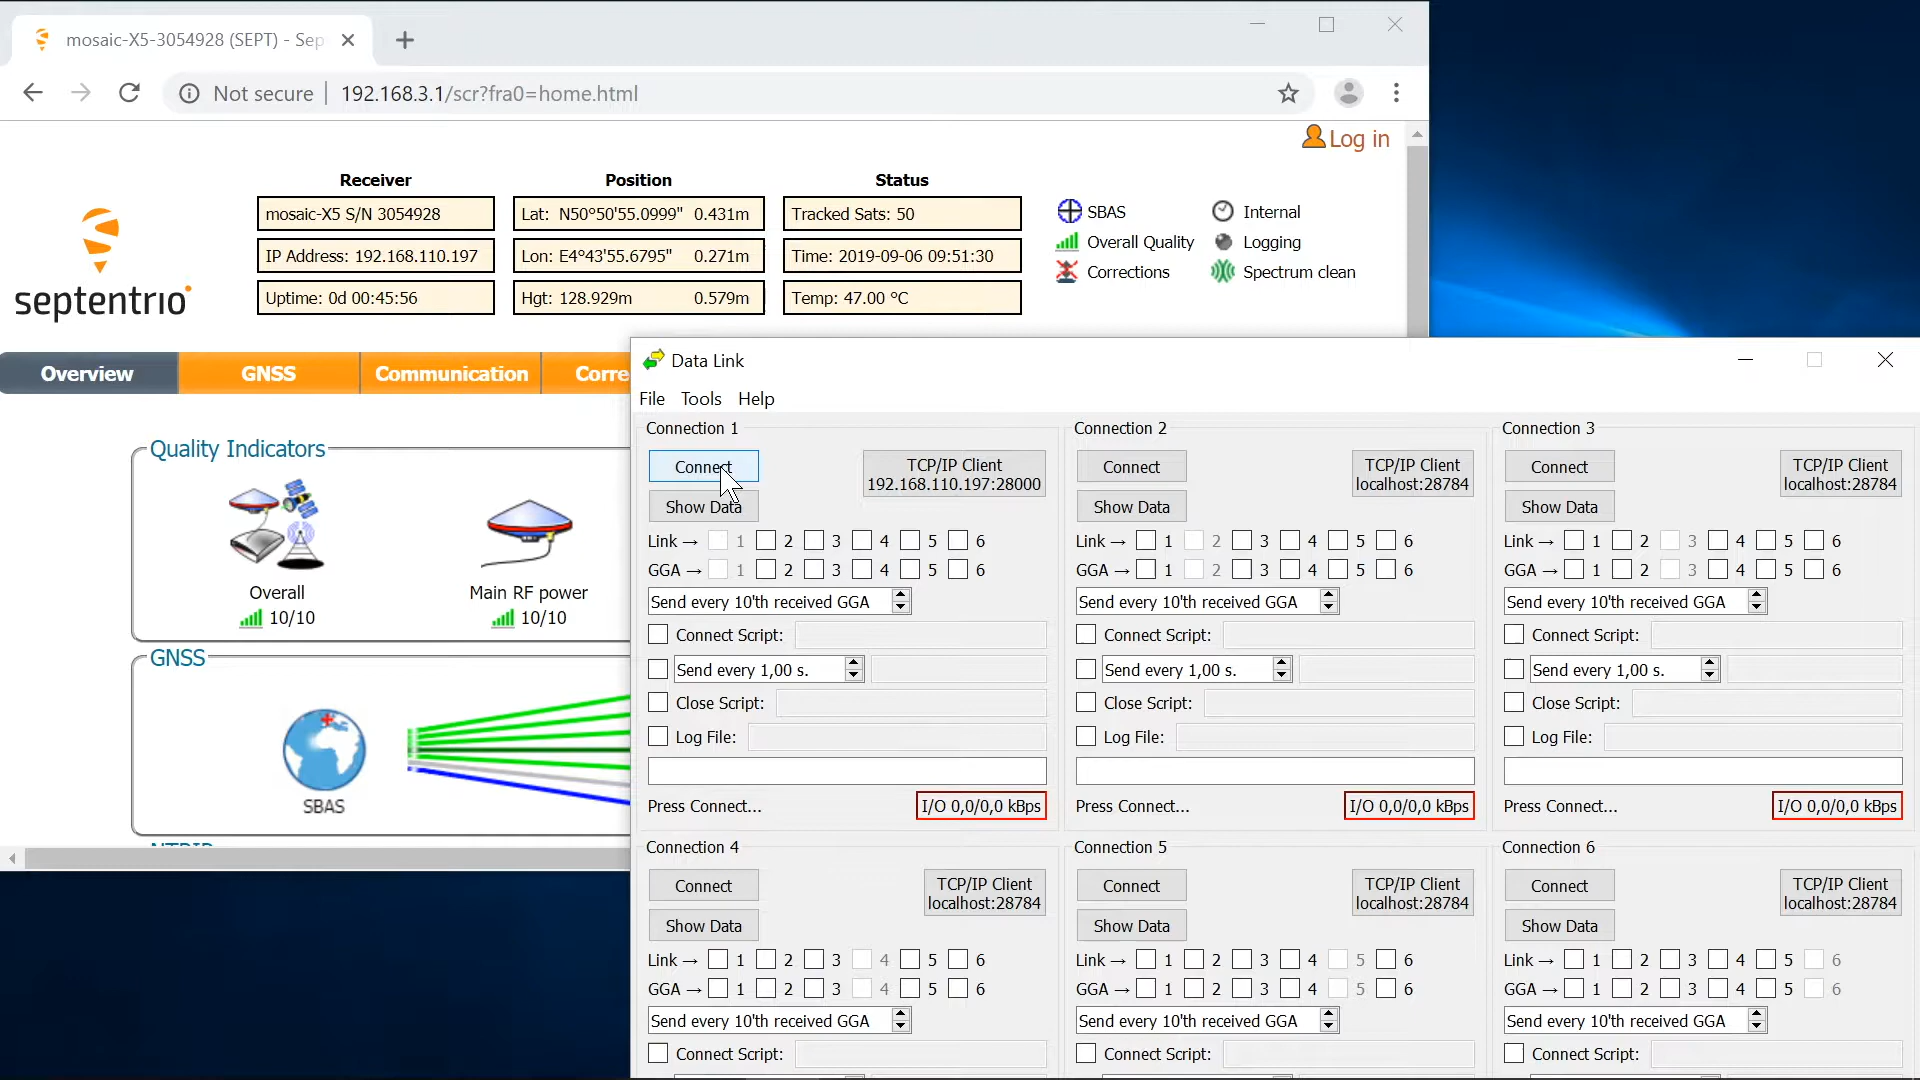 mosaic-X5-3054928 (SEPT) - Sep
Not secure | 192.168.3.1/scr?fra0=home.html
Log in
Receiver Position Status
mosaic-X5 S/N 3054928 Lat: N50°50'55.0999" 0.431m Tracked Sats: 50 SBAS Internal
IP Address: 192.168.110.197 Lon: E4°43'55.6795" 0.271m Time: 2019-09-06 09:51:30 Overall Quality Logging
Uptime: 0d 00:45:56 Hgt: 128.929m 0.579m Temp: 47.00 °C Corrections Spectrum clean
septentrio
Overview GNSS Communication Corre
Quality Indicators
Overall Main RF power
10/10 10/10
GNSS
SBAS
NTRIP
Data Link
File Tools Help
Connection 1 Connection 2 Connection 3
Connect TCP/IP Client Connect TCP/IP Client Connect TCP/IP Client
192.168.110.197:28000 localhost:28784 localhost:28784
Show Data Show Data Show Data
Link → 1 2 3 4 5 6 Link → 1 2 3 4 5 6 Link → 1 2 3 4 5 6
GGA → 1 2 3 4 5 6 GGA → 1 2 3 4 5 6 GGA → 1 2 3 4 5 6
Send every 10'th received GGA Send every 10'th received GGA Send every 10'th received GGA
Connect Script: Connect Script: Connect Script:
Send every 1,00 s. Send every 1,00 s. Send every 1,00 s.
Close Script: Close Script: Close Script:
Log File: Log File: Log File:
Press Connect... I/O 0,0/0,0 kBps Press Connect... I/O 0,0/0,0 kBps Press Connect... I/O 0,0/0,0 kBps
Connection 4 Connection 5 Connection 6
Connect TCP/IP Client Connect TCP/IP Client Connect TCP/IP Client
localhost:28784 localhost:28784 localhost:28784
Show Data Show Data Show Data
Link → 1 2 3 4 5 6 Link → 1 2 3 4 5 6 Link → 1 2 3 4 5 6
GGA → 1 2 3 4 5 6 GGA → 1 2 3 4 5 6 GGA → 1 2 3 4 5 6
Send every 10'th received GGA Send every 10'th received GGA Send every 10'th received GGA
Connect Script: Connect Script: Connect Script: